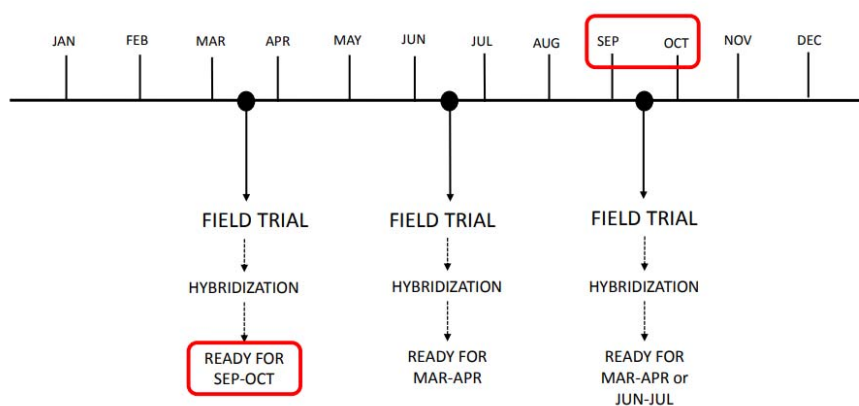 JAN FEB MAR APR MAY JUN JUL AUG SEP OCT NOV DEC
FIELD TRIAL FIELD TRIAL FIELD TRIAL
HYBRIDIZATION HYBRIDIZATION HYBRIDIZATION
READY FOR READY FOR READY FOR
SEP-OCT MAR-APR MAR-APR or
JUN-JUL